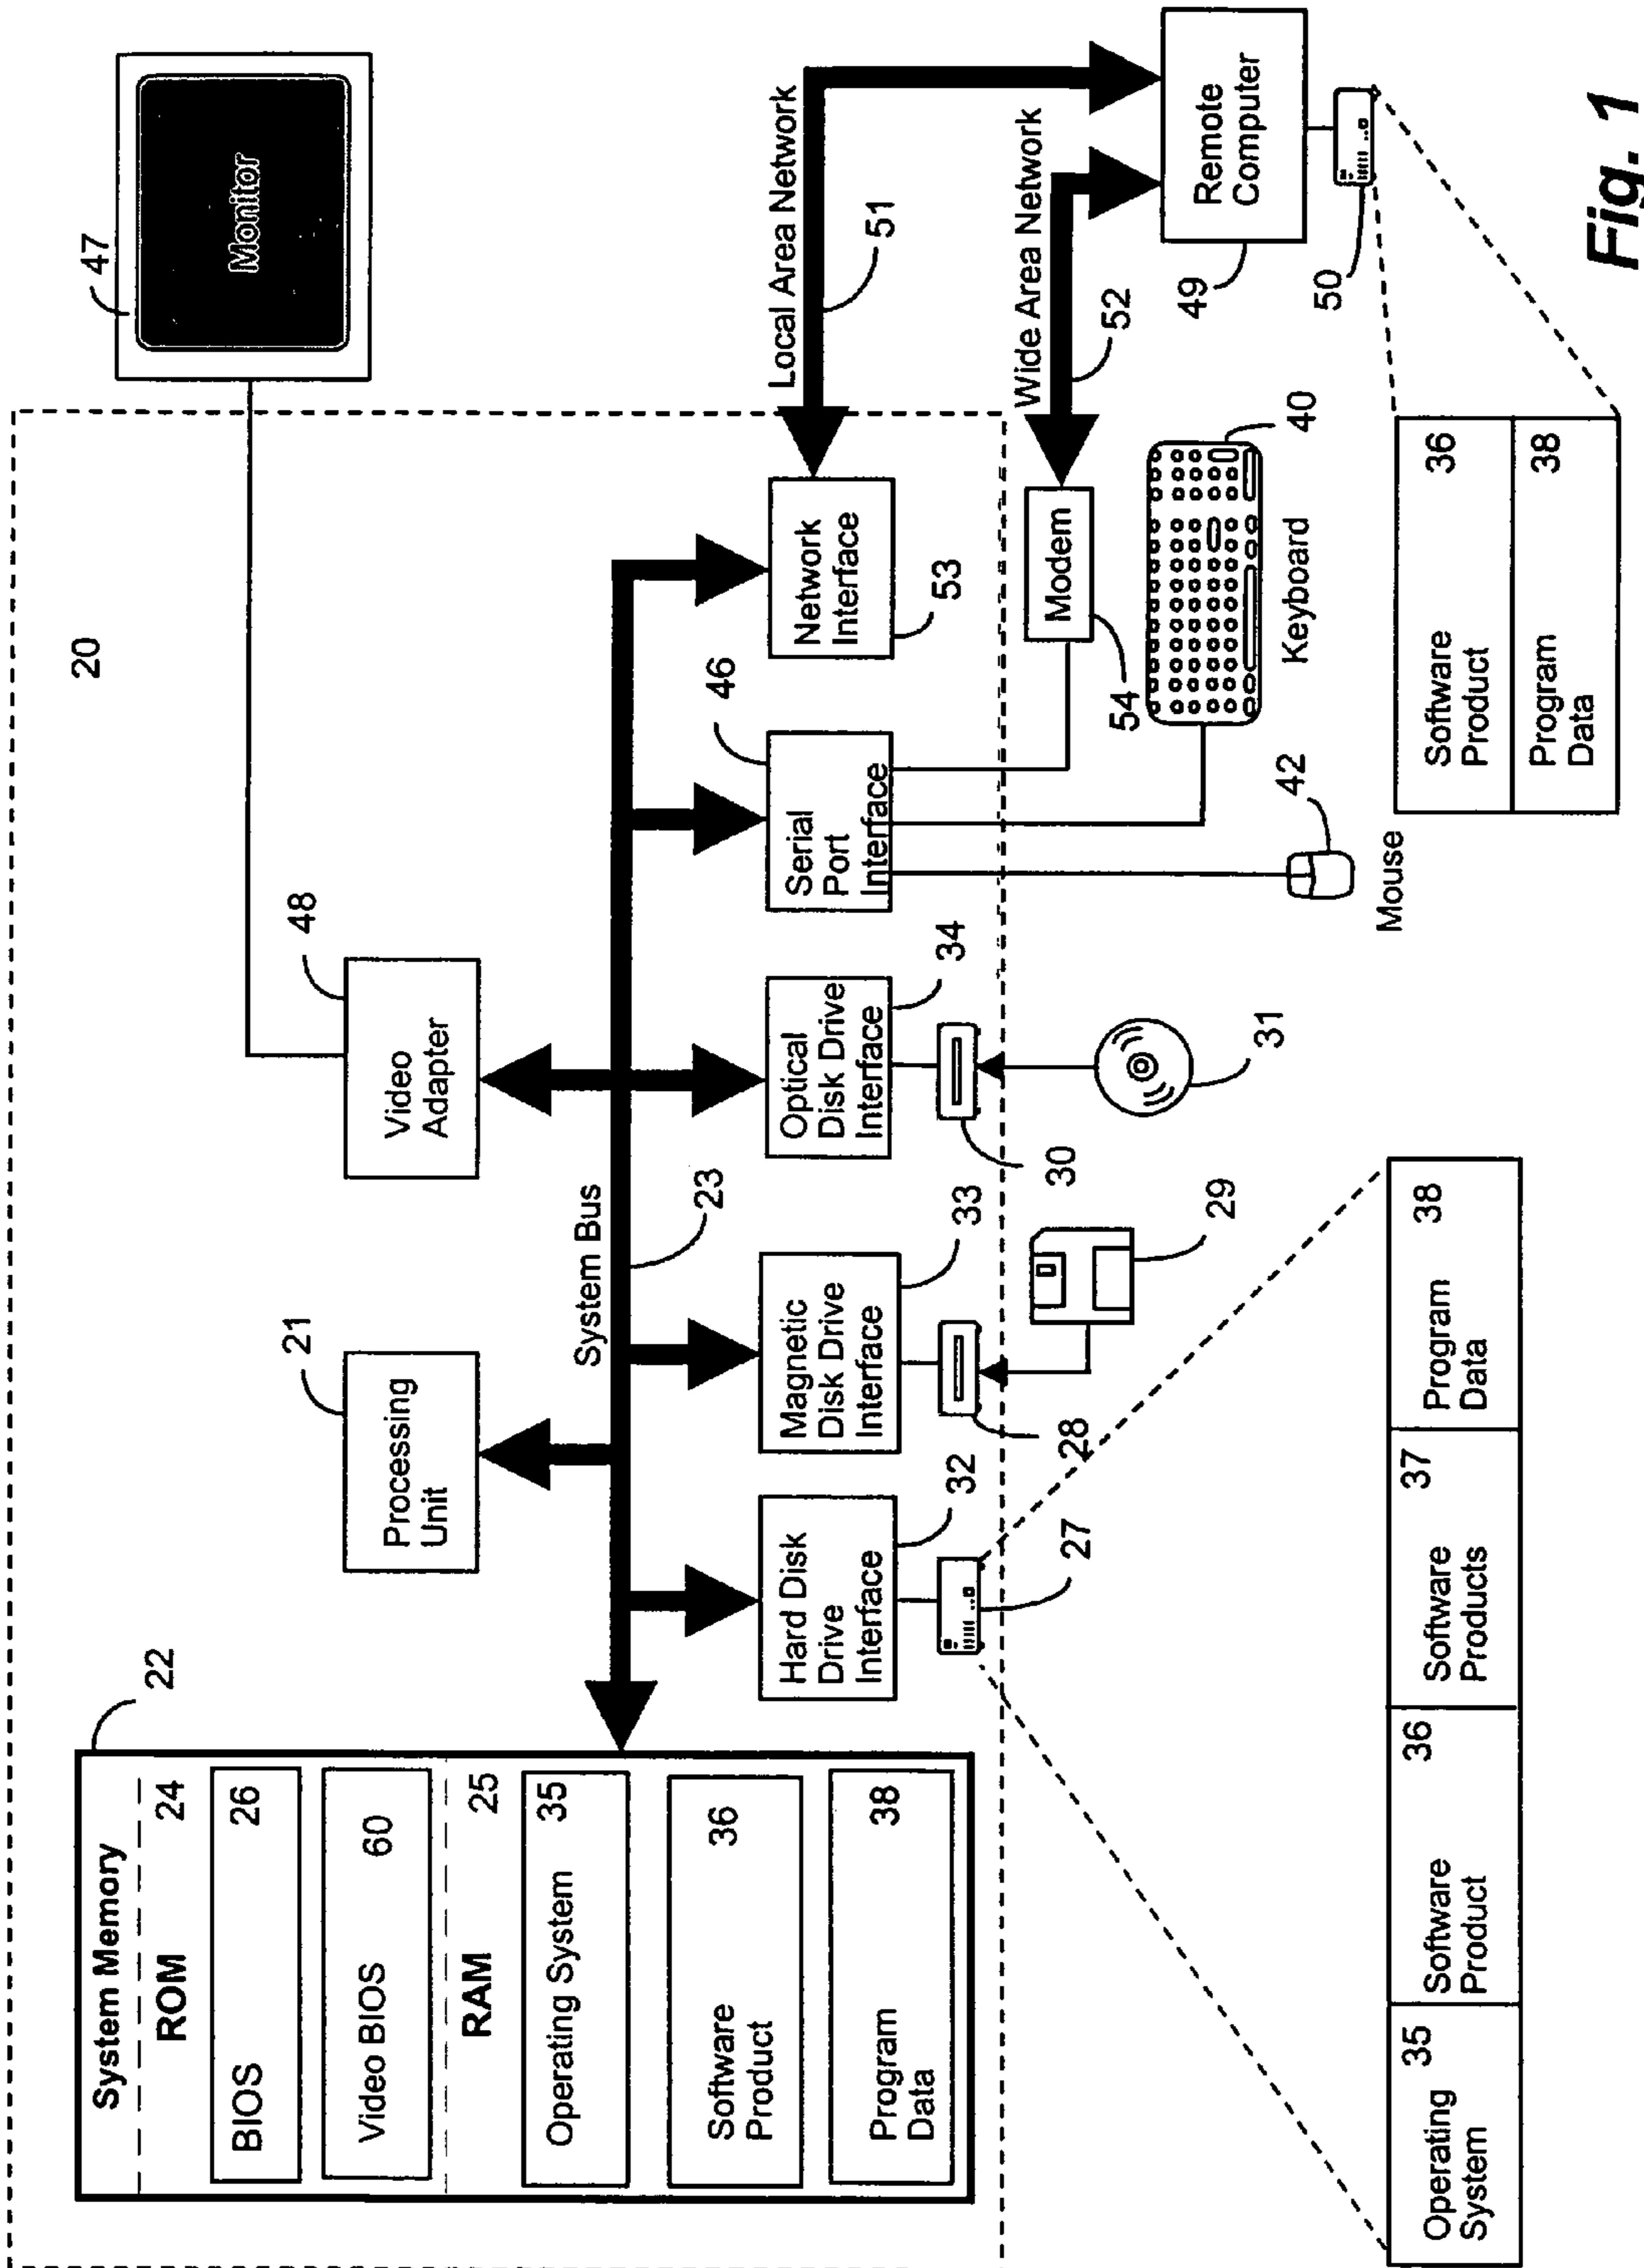 System Memory
22
ROM
24
BIOS
26
Video BIOS
60
RAM
25
Operating System
35
Software
Product
36
Program
Data
38
20
Processing
Unit
21
Video
Adapter
48
47
Monitor
System Bus
23
Hard Disk
Drive
Interface
32
Magnetic
Disk Drive
Interface
33
Optical
Disk Drive
Interface
34
Serial
Port
Interface
46
Network
Interface
53
Local Area Network
51
27
28
29
30
31
Mouse
42
Keyboard
40
Modem
54
Wide Area Network
52
Remote
Computer
49
50
Operating
System
35
Software
Product
36
Software
Products
37
Program
Data
38
Software
Product
36
Program
Data
38
Fig. 1